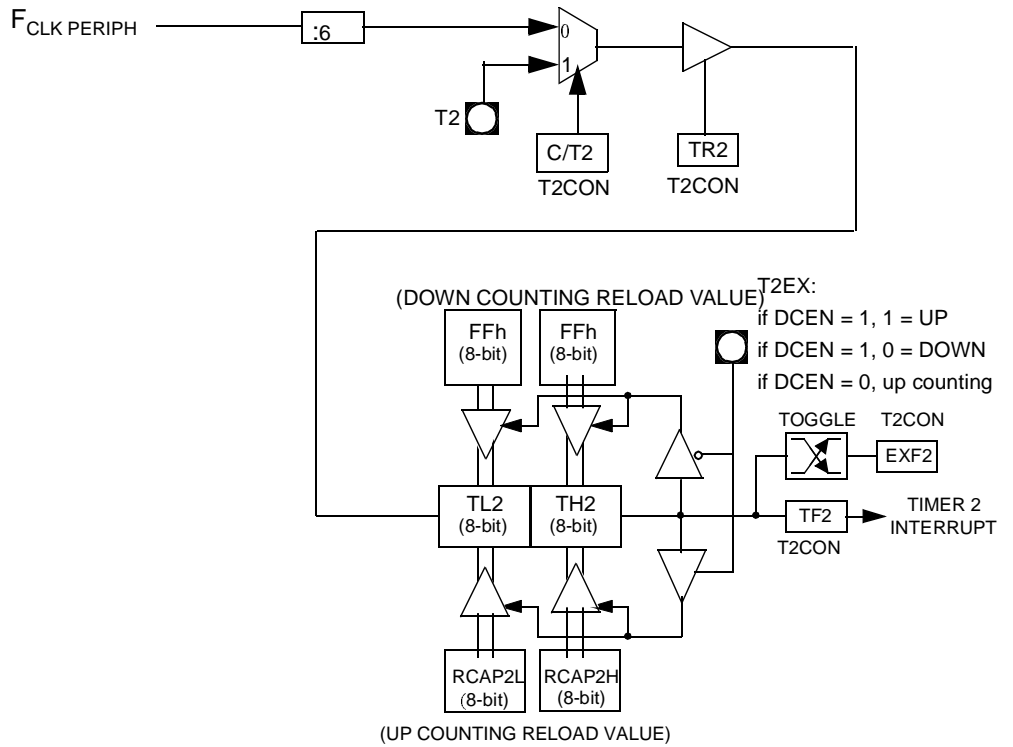 FCLK PERIPH
:6
0
1
T2
C/T2
TR2
T2CON
T2CON
T2EX:
(DOWN COUNTING RELOAD VALUE)
if DCEN = 1, 1 = UP
FFh
(8-bit)
FFh
(8-bit)
if DCEN = 1, 0 = DOWN
if DCEN = 0, up counting
TOGGLE
T2CON
EXF2
TL2
(8-bit)
TH2
(8-bit)
TF2
TIMER 2
INTERRUPT
T2CON
RCAP2L
(8-bit)
RCAP2H
(8-bit)
(UP COUNTING RELOAD VALUE)